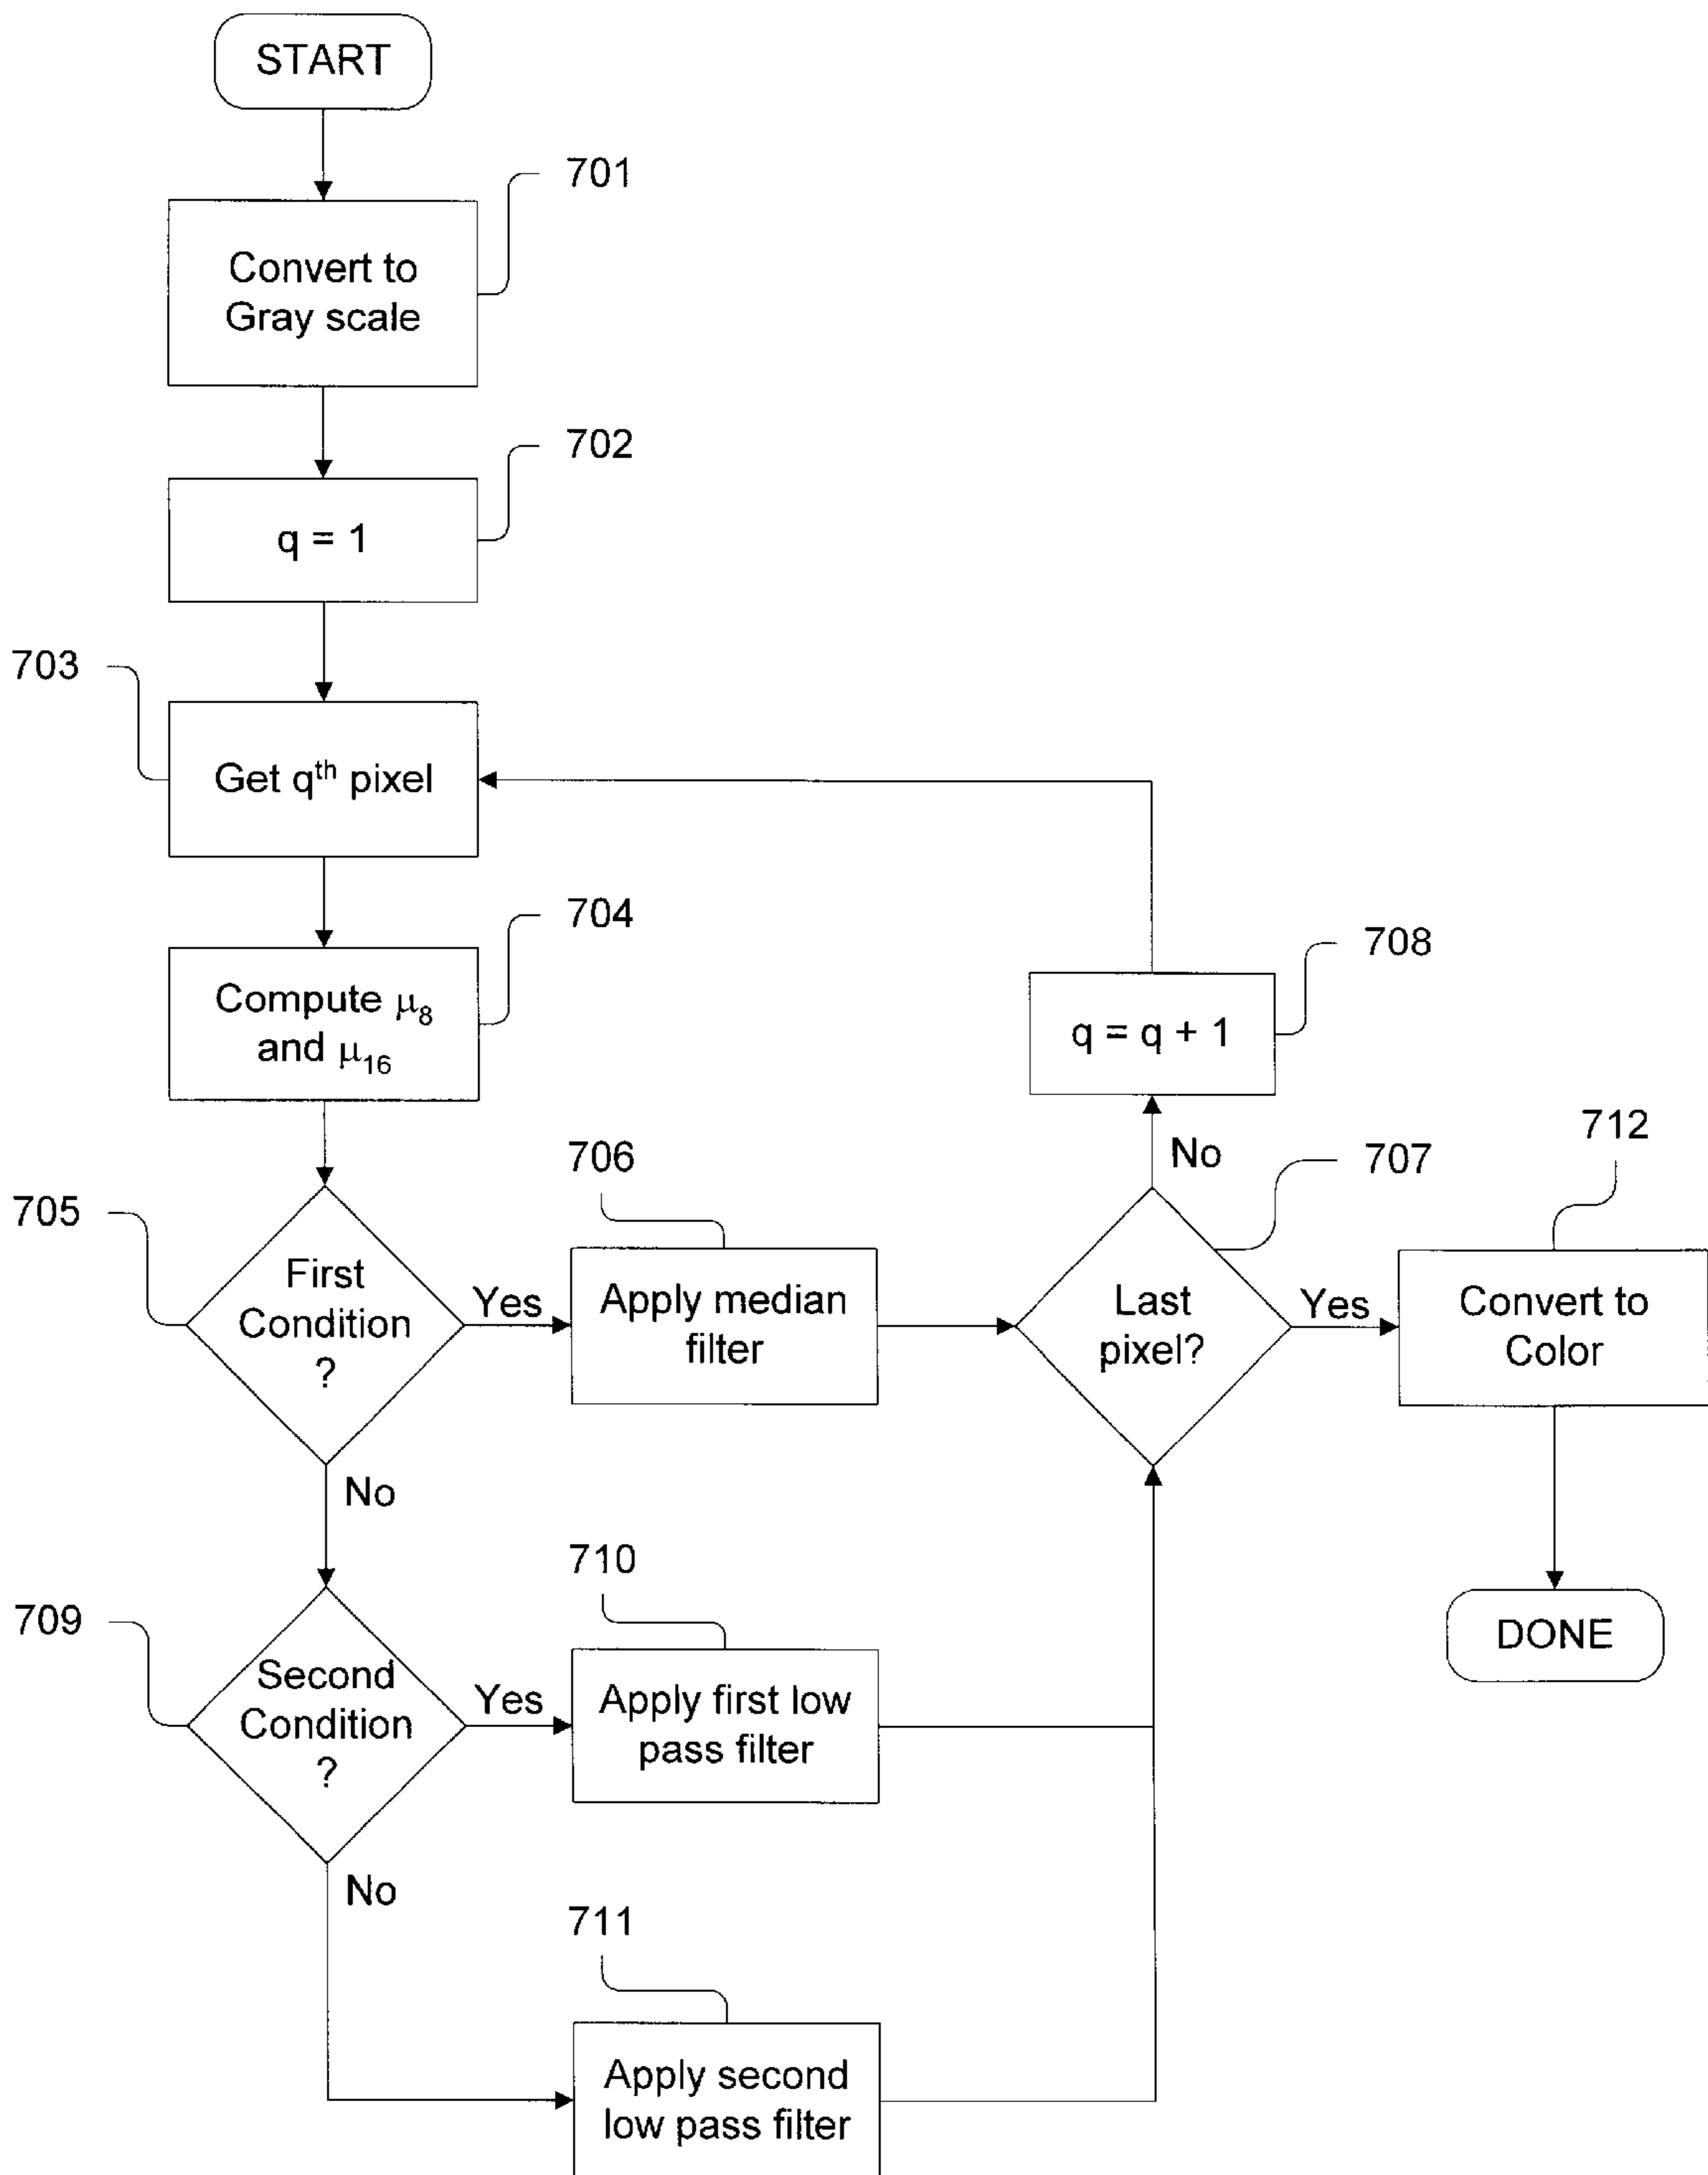 START
701
Convert to
Gray scale
702
q = 1
703
Get qth pixel
704
Compute μ8
and μ16
708
q = q + 1
705
First
Condition
?
Yes
706
Apply median
filter
No
707
Last
pixel?
Yes
712
Convert to
Color
No
709
Second
Condition
?
Yes
710
Apply first low
pass filter
DONE
No
711
Apply second
low pass filter